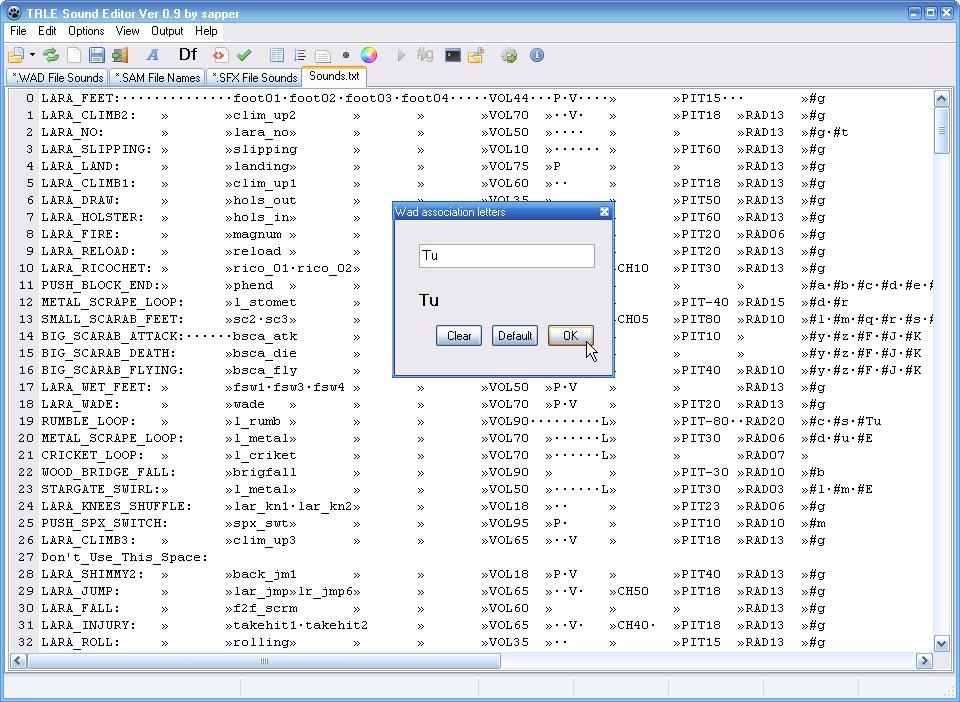 TRLE Sound Editor Ver 0.9 by sapper
File Edit Options View Output Help
Df
*.WAD File Sounds *.SAM File Names *.SFX File Sounds Sounds.txt
0 LARA_FEET:··············foot01·foot02·foot03·foot04·····VOL44···P·V····» »PIT15··· »#g
1 LARA_CLIMB2: » »clim_up2 » » »VOL70 »··V· »PIT18 »RAD13 »#g
2 LARA_NO: » »lara_no» » » »VOL50 »···· » »RAD13 »#g·#t
3 LARA_SLIPPING: » »slipping » » »VOL10 »······ »PIT60 »RAD13 »#g
4 LARA_LAND: » »landing» » » »VOL75 »P » »RAD13 »#g
5 LARA_CLIMB1: » »clim_up1 » » »VOL60 »·· »PIT18 »RAD13 »#g
6 LARA_DRAW: » »hols_out »PIT50 »RAD13 »#g
7 LARA_HOLSTER: » »hols_in» » »PIT60 »RAD13 »#g
8 LARA_FIRE: » »magnum » » »PIT20 »RAD06 »#g
9 LARA_RELOAD: » »reload » » »PIT20 »RAD13 »#g
10 LARA_RICOCHET: » »rico_01·rico_02» »CH10 »PIT30 »RAD13 »#g
11 PUSH_BLOCK_END:» »phend » » » »#a·#b·#c·#d·#e·#
12 METAL_SCRAPE_LOOP: »l_stomet » »PIT-40 »RAD15 »#d·#r
13 SMALL_SCARAB_FEET: »sc2·sc3» » »CH05 »PIT80 »RAD10 »#l·#m·#q·#r·#s·#
14 BIG_SCARAB_ATTACK:······»bsca_atk » »PIT10 » »#y·#z·#F·#J·#K
15 BIG_SCARAB_DEATH: »bsca_die » » » »#y·#z·#F·#J·#K
16 BIG_SCARAB_FLYING: »bsca_fly » »PIT40 »RAD10 »#y·#z·#F·#J·#K
17 LARA_WET_FEET: » »fsw1·fsw3·fsw4 » » »VOL50 »P·V » »RAD13 »#g
18 LARA_WADE: » »wade » » » »VOL70 »P·V »PIT20 »RAD13 »#g
19 RUMBLE_LOOP: » »l_rumb » » » »VOL90·········L» »PIT-80··»RAD20 »#c·#s·#Tu
20 METAL_SCRAPE_LOOP: »l_metal» » » »VOL70 »······L» »PIT30 »RAD06 »#d·#u·#E
21 CRICKET_LOOP: » »l_criket » » »VOL70 »······L» » »RAD07 »
22 WOOD_BRIDGE_FALL: »brigfall » » »VOL90 » »PIT-30 »RAD10 »#b
23 STARGATE_SWIRL:» »l_metal» » » »VOL50 »······L» »PIT30 »RAD03 »#l·#m·#E
24 LARA_KNEES_SHUFFLE: »lar_kn1·lar_kn2» » »VOL18 »·· »PIT23 »RAD06 »#g
25 PUSH_SPX_SWITCH: »spx_swt» » » »VOL95 »P· »PIT10 »RAD10 »#m
26 LARA_CLIMB3: » »clim_up3 » » »VOL65 »··V »PIT18 »RAD13 »#g
27 Don't_Use_This_Space:
28 LARA_SHIMMY2: » »back_jm1 » » »VOL18 »P·V »PIT40 »RAD13 »#g
29 LARA_JUMP: » »lar_jmp»lr_jmp6» » »VOL65 »··V· »CH50 »PIT18 »RAD13 »#g
30 LARA_FALL: » »f2f_scrm » » »VOL60 » » » »RAD13 »#g
31 LARA_INJURY: » »takehit1·takehit2 » »VOL65 »··V· »CH40· »PIT18 »RAD13 »#g
32 LARA_ROLL: » »rolling» » » »VOL35 »·· »PIT15 »RAD13 »#g
Wad association letters
Tu
Tu
Clear Default OK